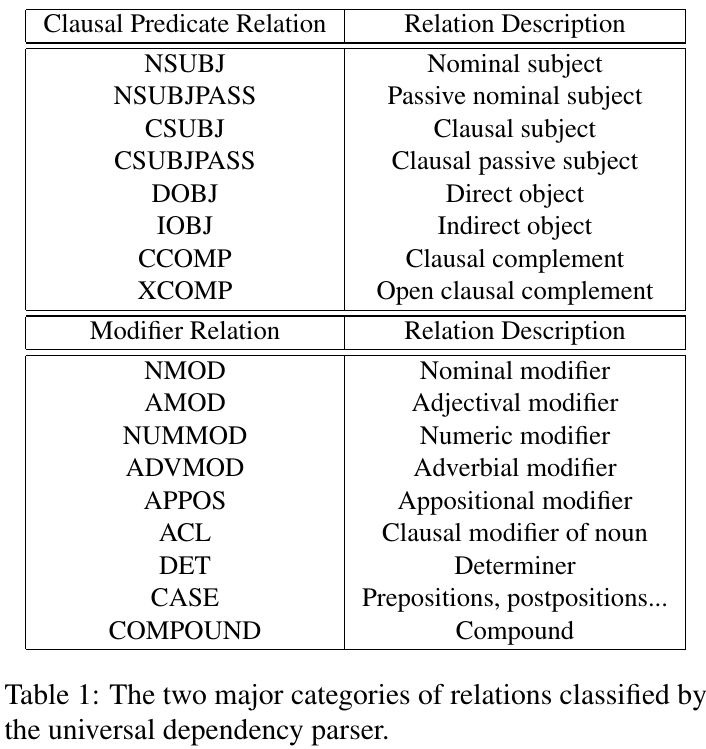 Clausal Predicate Relation Relation Description
NSUBJ Nominal subject
NSUBJPASS Passive nominal subject
CSUBJ Clausal subject
CSUBJPASS Clausal passive subject
DOBJ Direct object
IOBJ Indirect object
CCOMP Clausal complement
XCOMP Open clausal complement
Modifier Relation Relation Description
NMOD Nominal modifier
AMOD Adjectival modifier
NUMMOD Numeric modifier
ADVMOD Adverbial modifier
APPOS Appositional modifier
ACL Clausal modifier of noun
DET Determiner
CASE Prepositions, postpositions...
COMPOUND Compound
Table 1: The two major categories of relations classified by
the universal dependency parser.